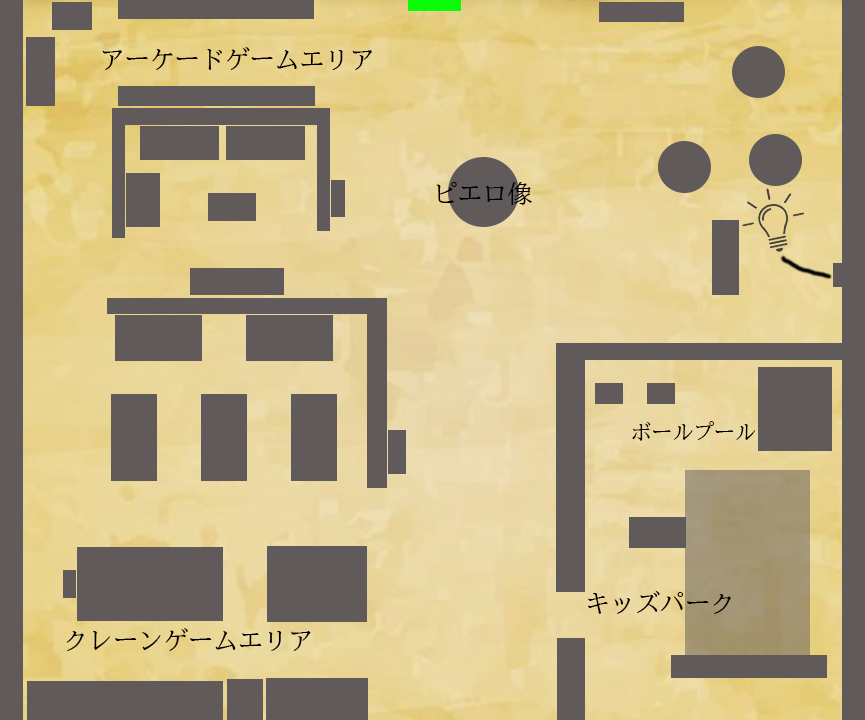 アーケードゲームエリア
ピエロ像
ボールプール
キッズパーク
クレーンゲームエリア